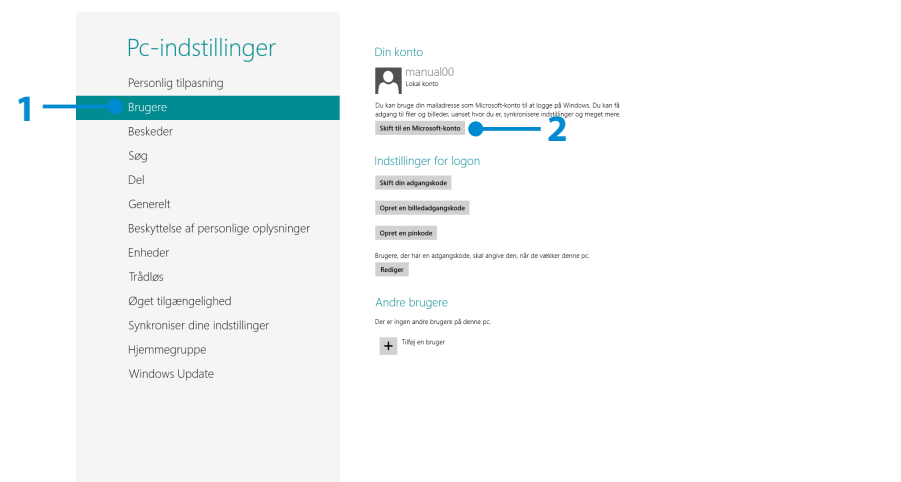 Pc-indstillinger
Personlig tilpasning
1
Brugere
Beskeder
Søg
Del
Generelt
Beskyttelse af personlige oplysninger
Enheder
Trådløs
Øget tilgængelighed
Synkroniser dine indstillinger
Hjemmegruppe
Windows Update
Din konto
manual00
Lokal konto
Du kan bruge din mailadresse som Microsoft-konto til at logge på Windows. Du kan få
adgang til filer og billeder, uanset hvor du er, synkronisere indstillinger og meget mere.
Skift til en Microsoft-konto
2
Indstillinger for logon
Skift din adgangskode
Opret en billedadgangskode
Opret en pinkode
Brugere, der har en adgangskode, skal angive den, når de vækker denne pc.
Rediger
Andre brugere
Der er ingen andre brugere på denne pc.
+ Tilføj en bruger